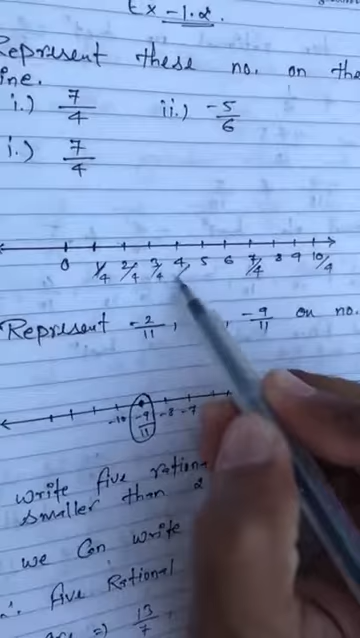 Ex - 1.2.
Represent these no. on the
line.
i.) 7/4 ii.) -5/6
i.) 7/4
0 1/4 2/4 3/4 4/ 5 6 7/4 8 9 10/4
Represent -2/11, , -9/11 on no.
-10 -9/11 -8 -7
write five rationa
smaller than 2
we can write
∴ five Rational
=> 13/7,